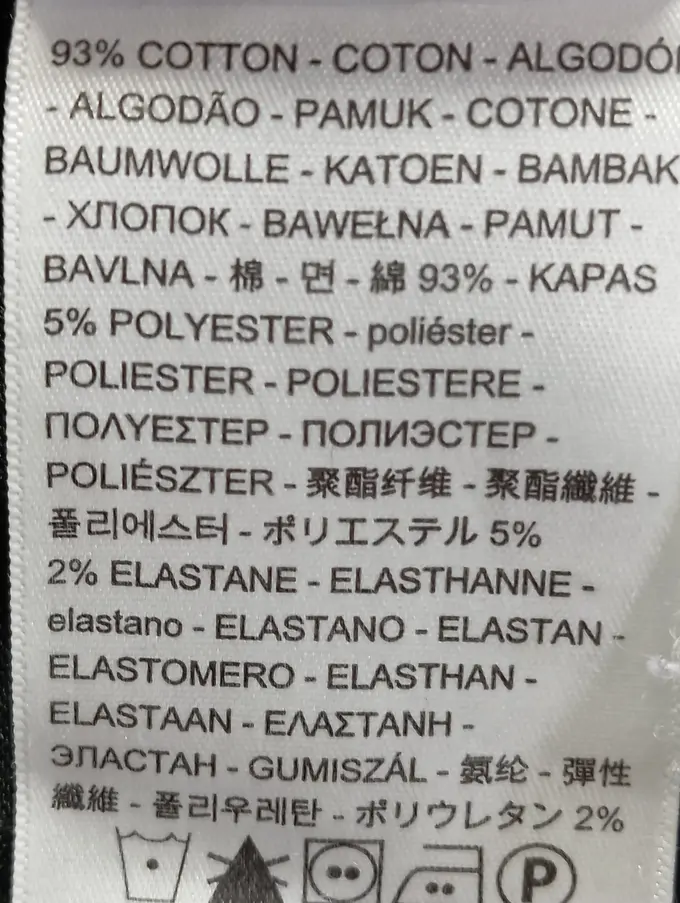 93% COTTON - COTON - ALGODÓN
- ALGODÃO - PAMUK - COTONE -
BAUMWOLLE - KATOEN - BAMBAK
- ХЛОПОК - BAWEŁNA - PAMUT -
BAVLNA - 棉 - 면 - 綿 93% - KAPAS
5% POLYESTER - poliéster -
POLIESTER - POLIESTERE -
ΠΟΛΥΕΣΤΕΡ - ПОЛИЭСТЕР -
POLIÉSZTER - 聚酯纤维 - 聚酯纖維 -
폴리에스터 - ポリエステル 5%
2% ELASTANE - ELASTHANNE -
elastano - ELASTANO - ELASTAN -
ELASTOMERO - ELASTHAN -
ELASTAAN - ΕΛΑΣΤΑΝΗ -
ЭЛАСТАН - GUMISZÁL - 氨纶 - 彈性
纖維 - 폴리우레탄 - ポリウレタン 2%
P